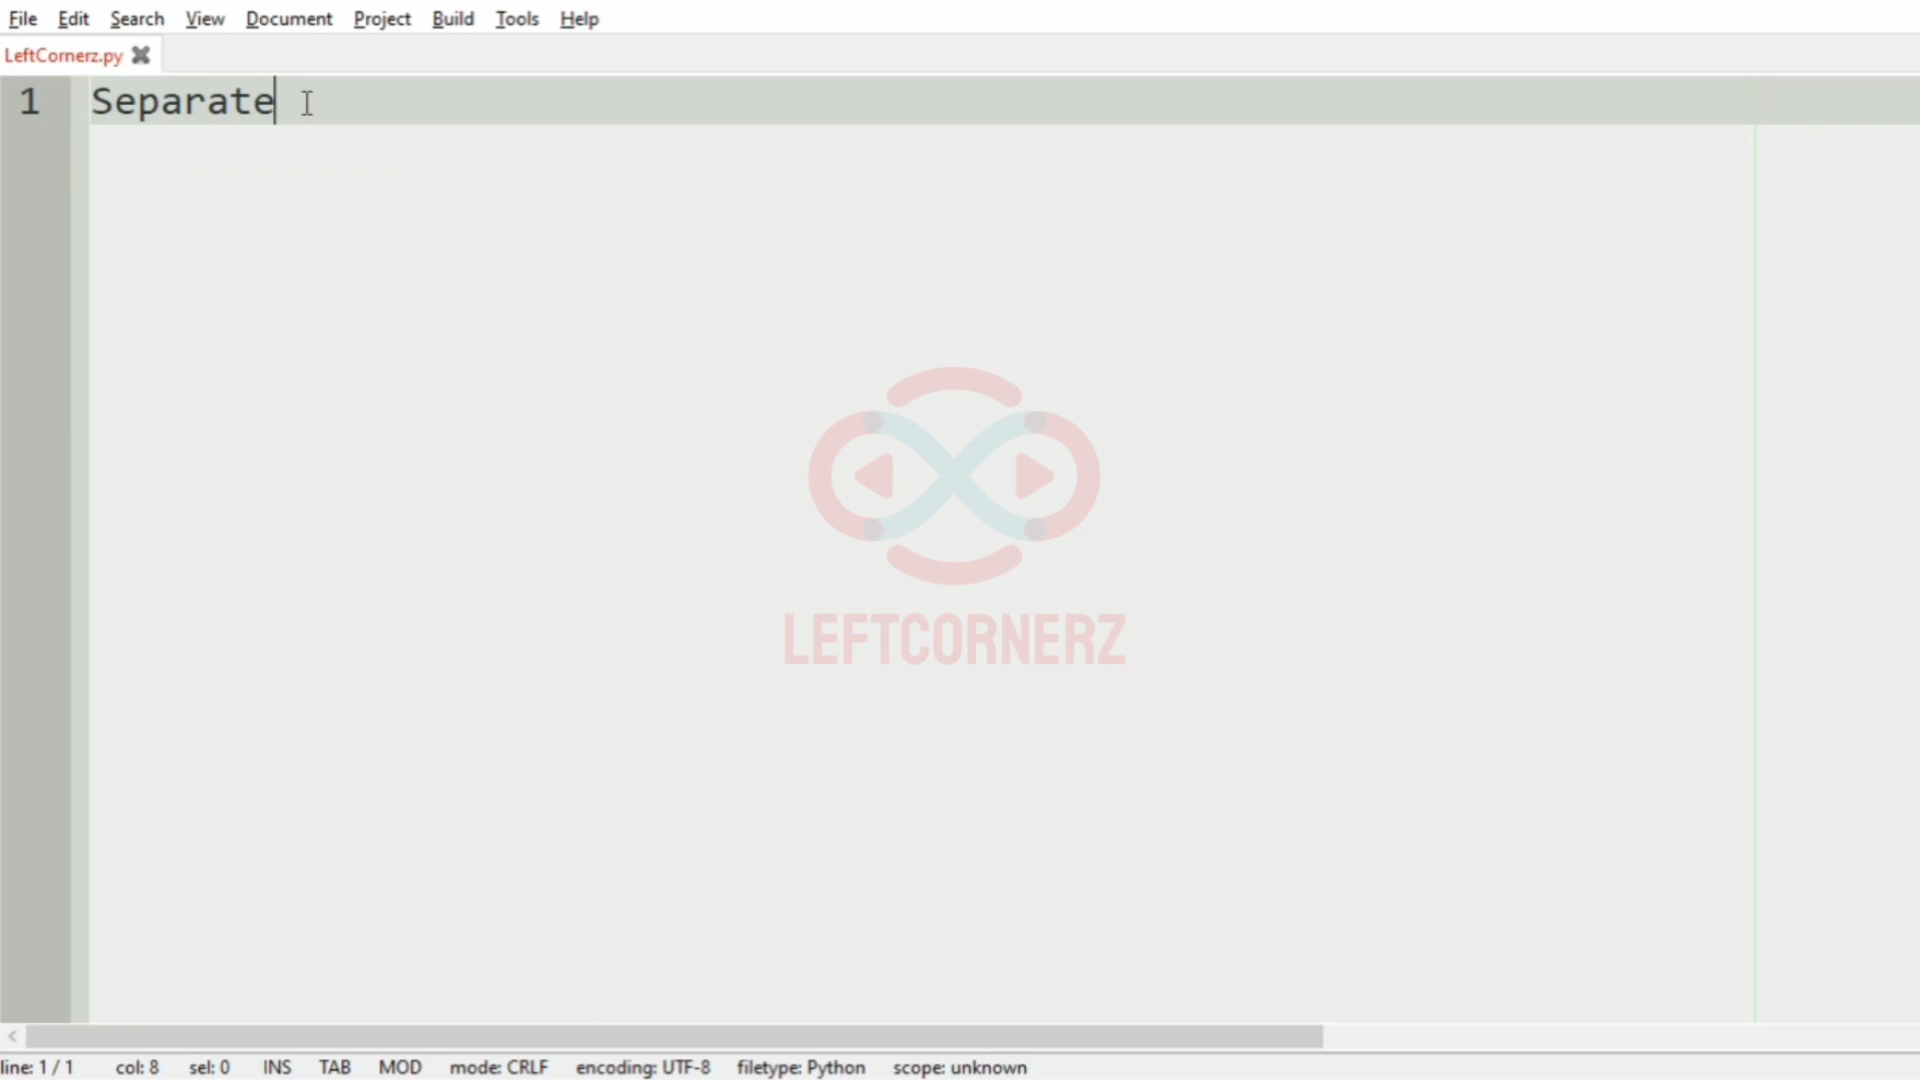 File Edit Search View Document Project Build Tools Help
LeftCornerz.py
1 Separate
LEFTCORNERZ
line: 1 / 1 col: 8 sel: 0 INS TAB MOD mode: CRLF encoding: UTF-8 filetype: Python scope: unknown